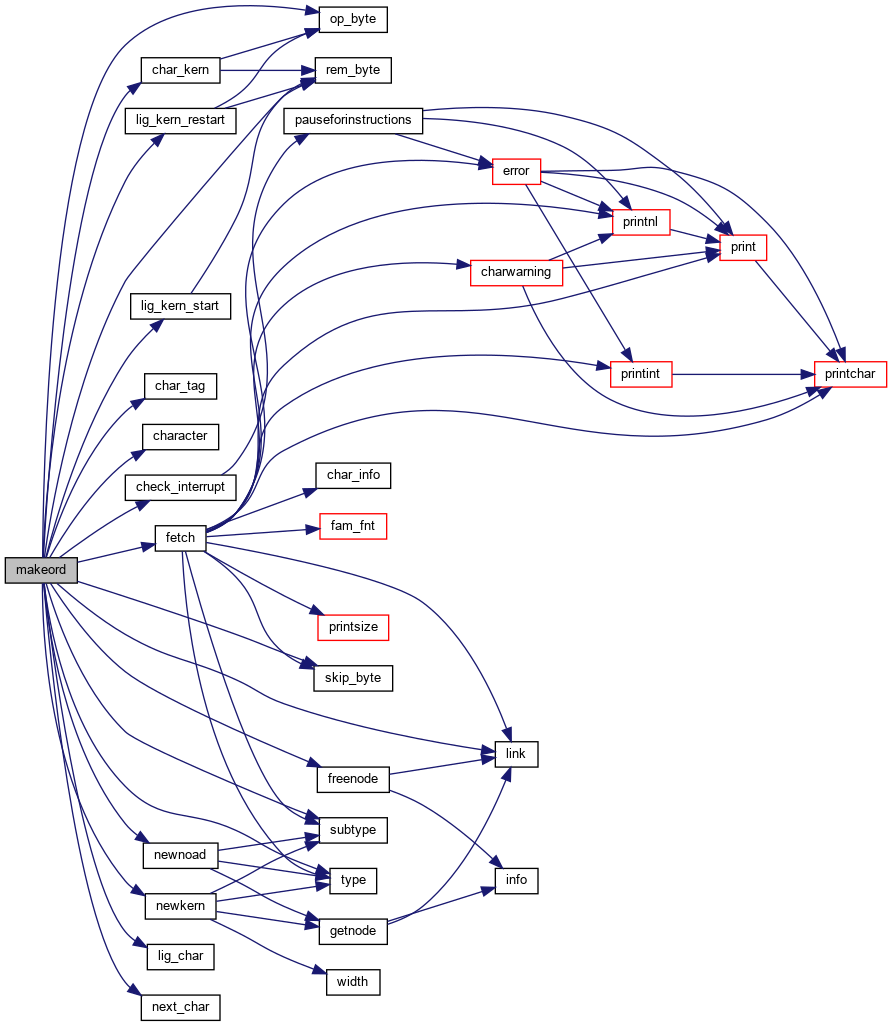 op_byte
char_kern
rem_byte
lig_kern_restart
pauseforinstructions
error
printnl
print
charwarning
lig_kern_start
printint
printchar
char_tag
character
char_info
check_interrupt
fam_fnt
fetch
makeord
printsize
skip_byte
link
freenode
subtype
newnoad
type
info
newkern
getnode
lig_char
width
next_char